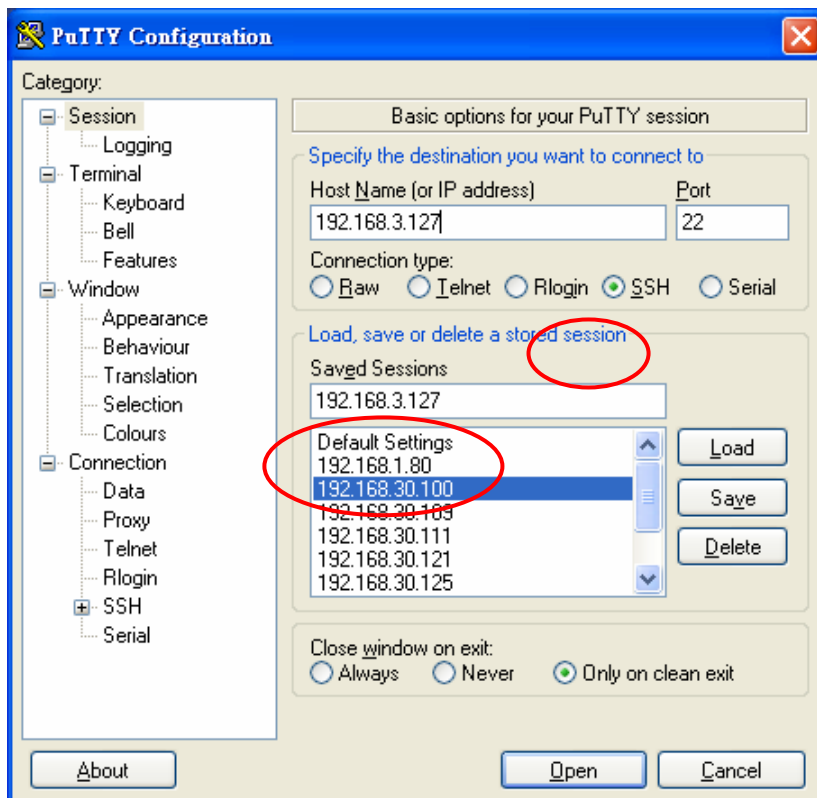 PuTTY Configuration
Category:
Session
Logging
Terminal
Keyboard
Bell
Features
Window
Appearance
Behaviour
Translation
Selection
Colours
Connection
Data
Proxy
Telnet
Rlogin
SSH
Serial
Basic options for your PuTTY session
Specify the destination you want to connect to
Host Name (or IP address) Port
192.168.3.127 22
Connection type:
Raw Telnet Rlogin SSH Serial
Load, save or delete a stored session
Saved Sessions
192.168.3.127
Default Settings
192.168.1.80
192.168.30.100
192.168.30.109
192.168.30.111
192.168.30.121
192.168.30.125
Load
Save
Delete
Close window on exit:
Always Never Only on clean exit
About Open Cancel